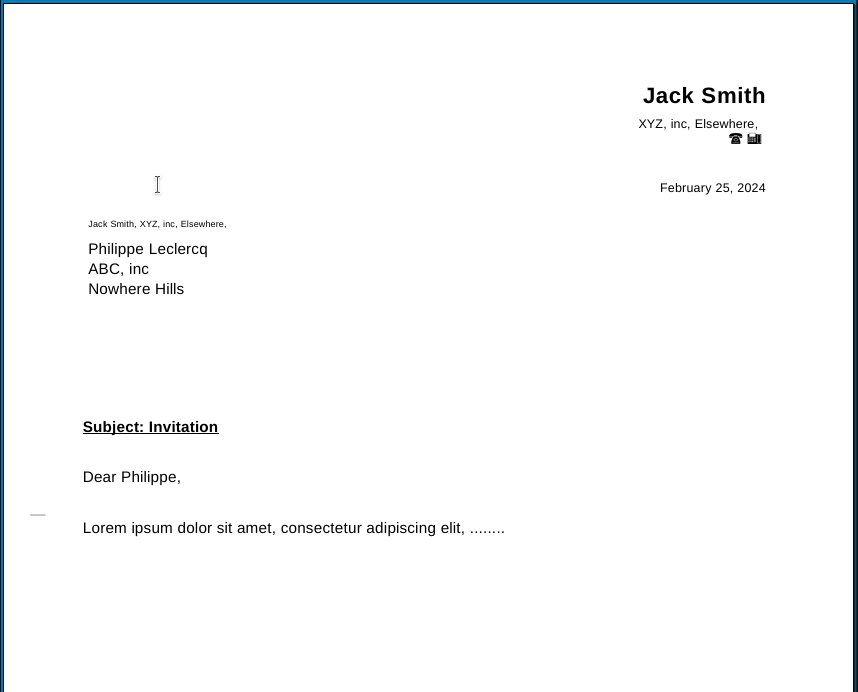 Jack Smith
XYZ, inc, Elsewhere,
☎ 📠
February 25, 2024
Jack Smith, XYZ, inc, Elsewhere,
Philippe Leclercq
ABC, inc
Nowhere Hills
Subject: Invitation
Dear Philippe,
Lorem ipsum dolor sit amet, consectetur adipiscing elit, ........